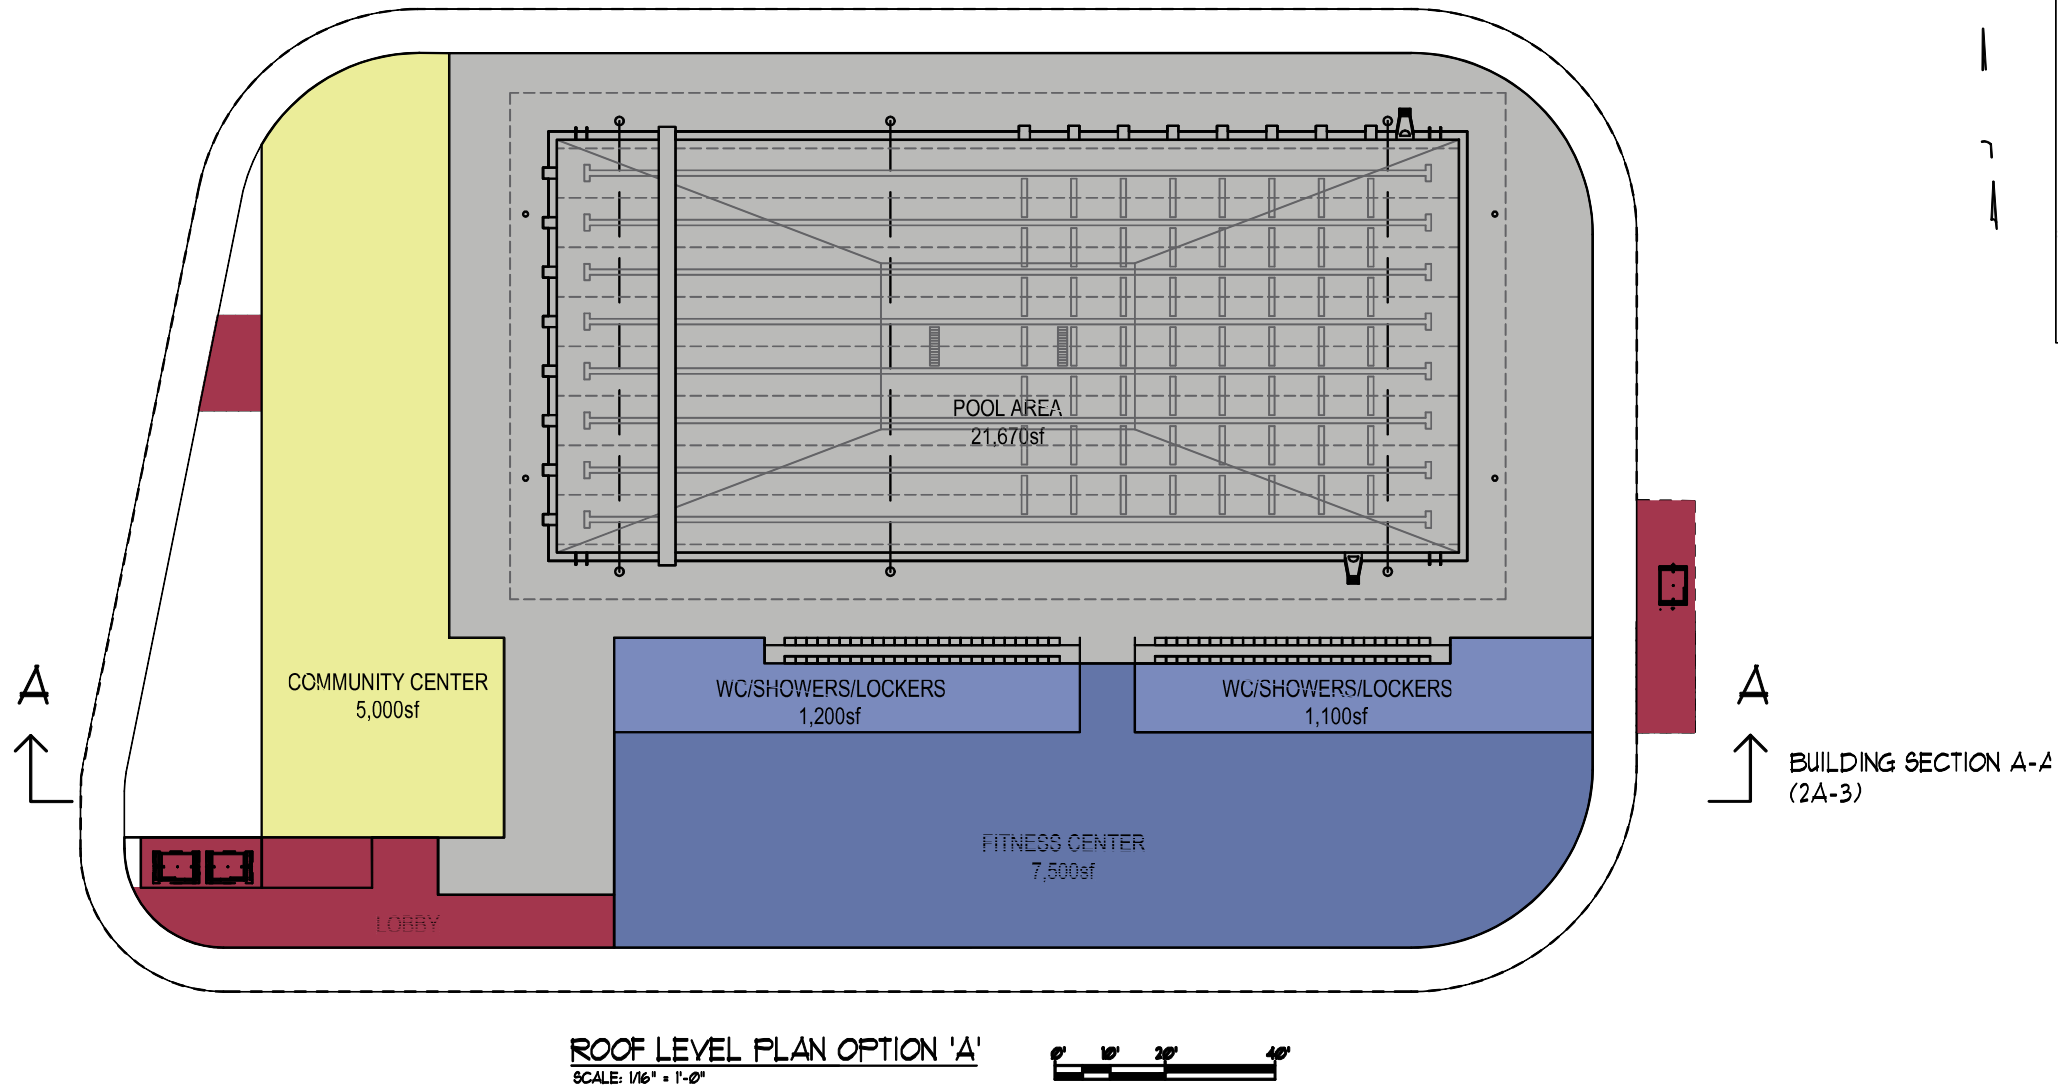 POOL AREA
21,670sf
COMMUNITY CENTER
5,000sf
WC/SHOWERS/LOCKERS
1,200sf
WC/SHOWERS/LOCKERS
1,100sf
A
A
BUILDING SECTION A-A
(2A-3)
FITNESS CENTER
7,500sf
LOBBY
ROOF LEVEL PLAN OPTION 'A'
SCALE: 1/16" = 1'-0"
0' 10' 20' 40'